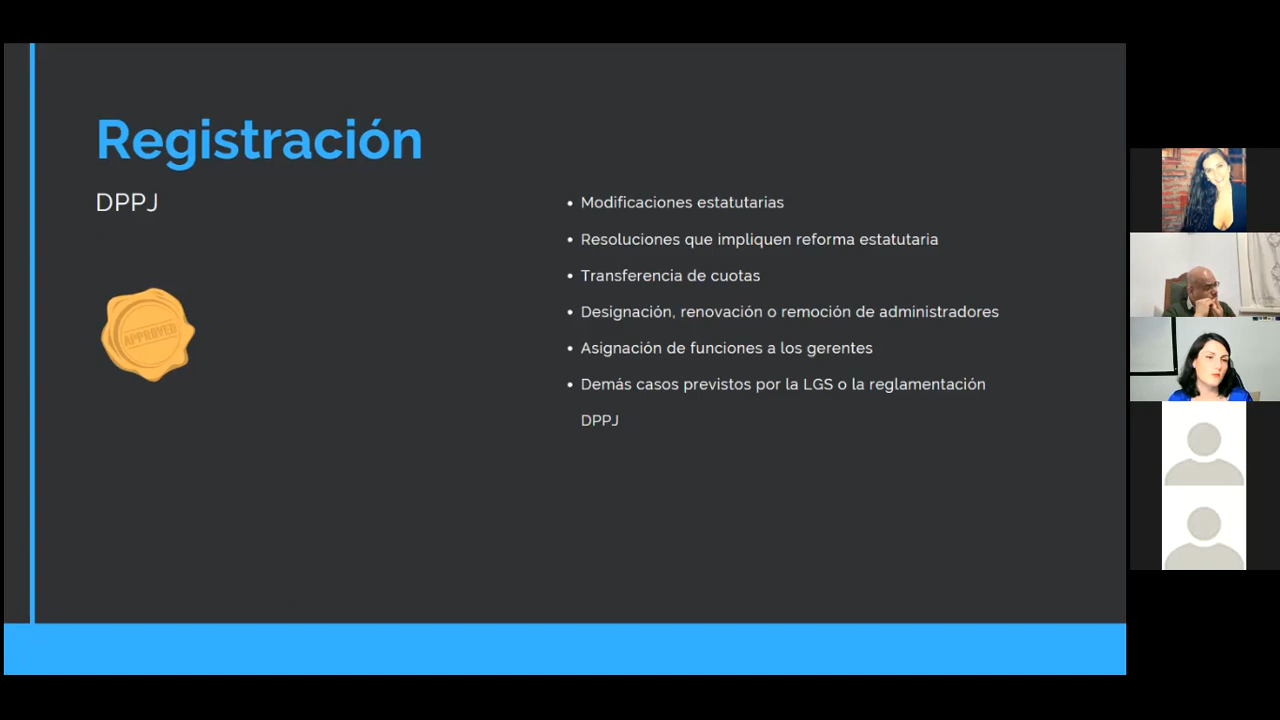 Registración
DPPJ
APPROVED
Modificaciones estatutarias
Resoluciones que impliquen reforma estatutaria
Transferencia de cuotas
Designación, renovación o remoción de administradores
Asignación de funciones a los gerentes
Demás casos previstos por la LGS o la reglamentación
DPPJ